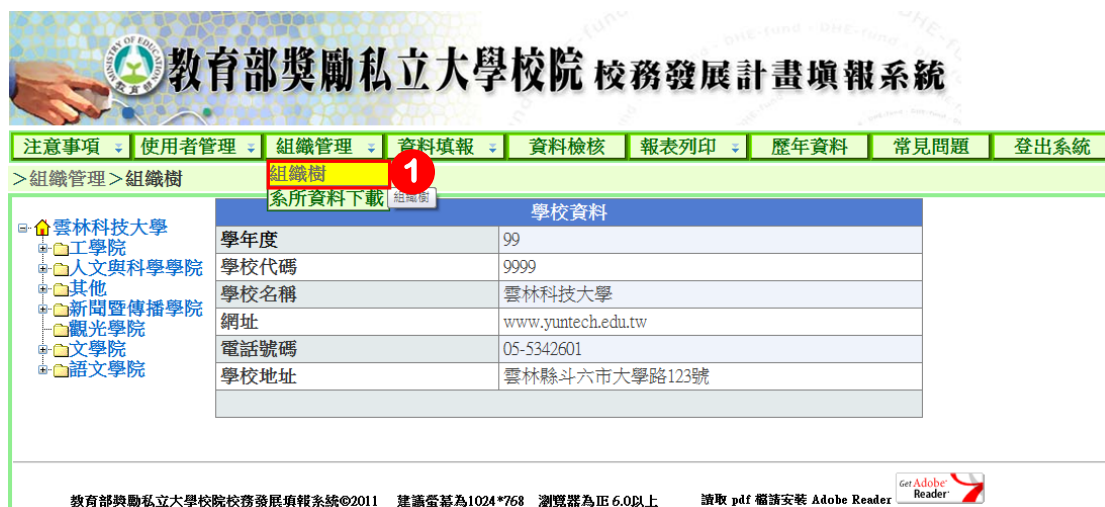 教育部獎勵私立大學校院 校務發展計畫填報系統
注意事項 使用者管理 組織管理 資料填報 資料檢核 報表列印 歷年資料 常見問題 登出系統
>組織管理>組織樹
組織樹 1
系所資料下載 組織樹
雲林科技大學
工學院
人文與科學學院
其他
新聞暨傳播學院
觀光學院
文學院
語文學院
學校資料
學年度 99
學校代碼 9999
學校名稱 雲林科技大學
網址 www.yuntech.edu.tw
電話號碼 05-5342601
學校地址 雲林縣斗六市大學路123號
教育部獎勵私立大學校院校務發展填報系統©2011 建議螢幕為1024*768 瀏覽器為IE 6.0以上 讀取 pdf 檔請安裝 Adobe Reader
Get Adobe
Reader